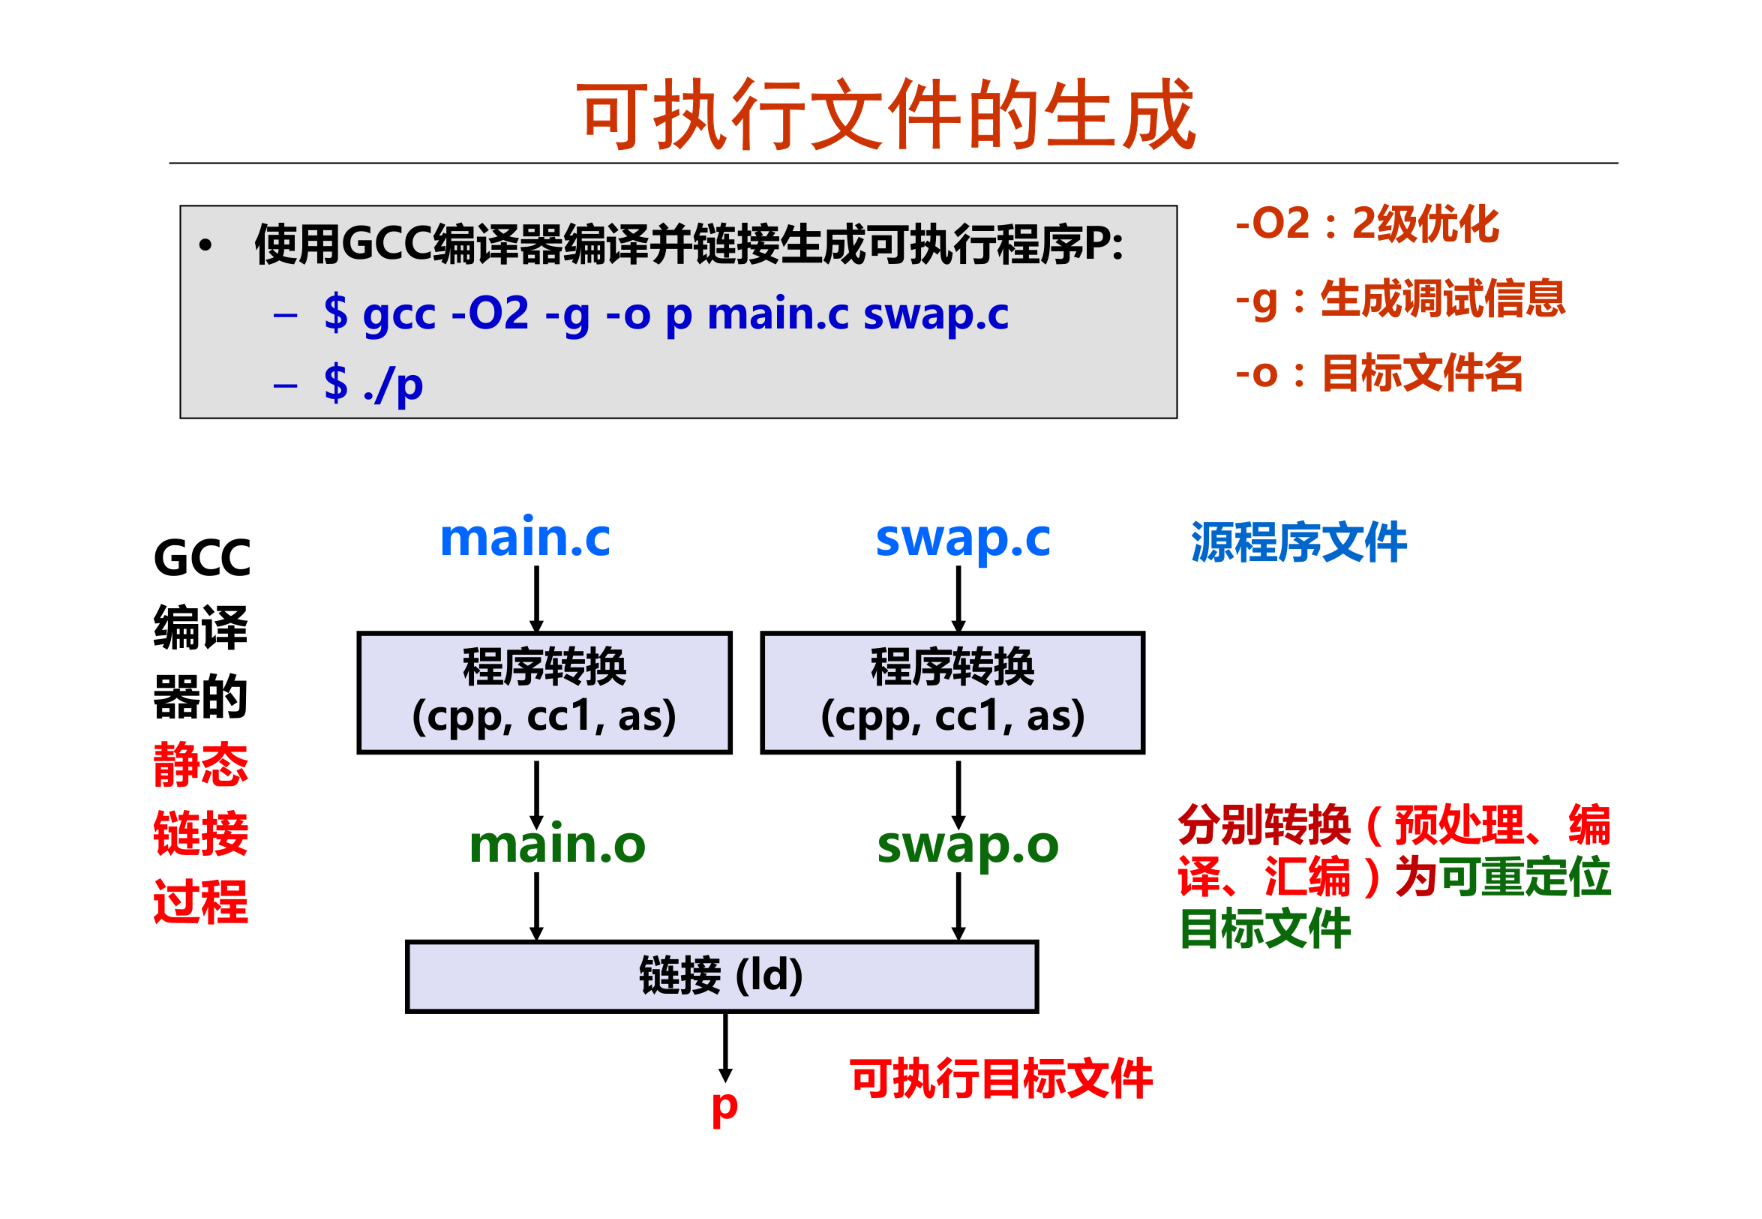 可执行文件的生成
• 使用GCC编译器编译并链接生成可执行程序P:
– $ gcc -O2 -g -o p main.c swap.c
– $ ./p
-O2：2级优化
-g：生成调试信息
-o：目标文件名
GCC
编译
器的
静态
链接
过程
main.c
swap.c
源程序文件
程序转换
(cpp, cc1, as)
程序转换
(cpp, cc1, as)
main.o
swap.o
分别转换（预处理、编
译、汇编）为可重定位
目标文件
链接 (ld)
可执行目标文件
p